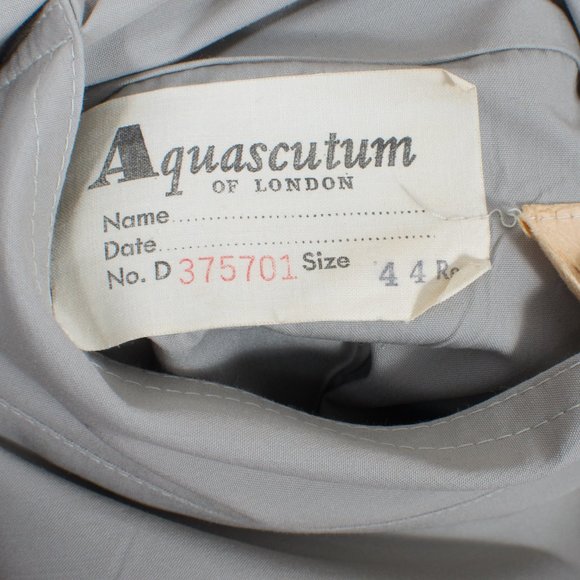 Aquascutum
OF LONDON
Name
Date
No. D 375701 Size 44 R